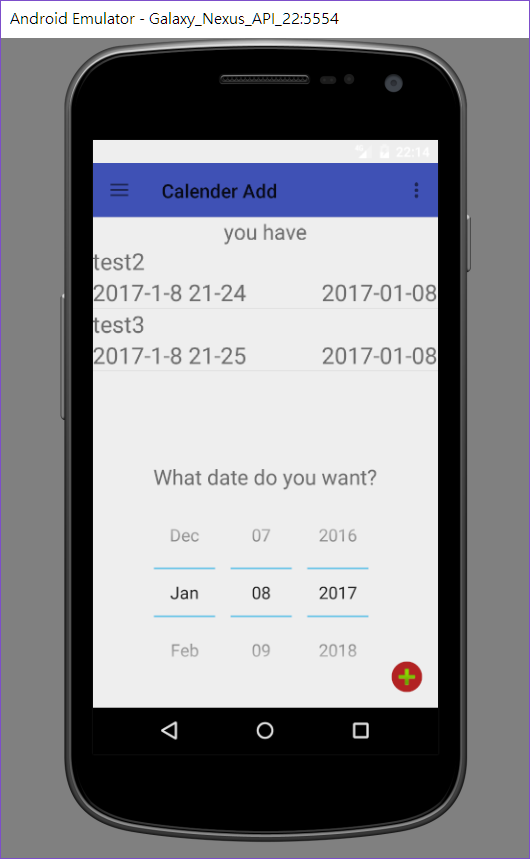 Android Emulator - Galaxy_Nexus_API_22:5554
22:14
Calender Add
you have
test2
2017-1-8 21-24 2017-01-08
test3
2017-1-8 21-25 2017-01-08
What date do you want?
Dec 07 2016
Jan 08 2017
Feb 09 2018